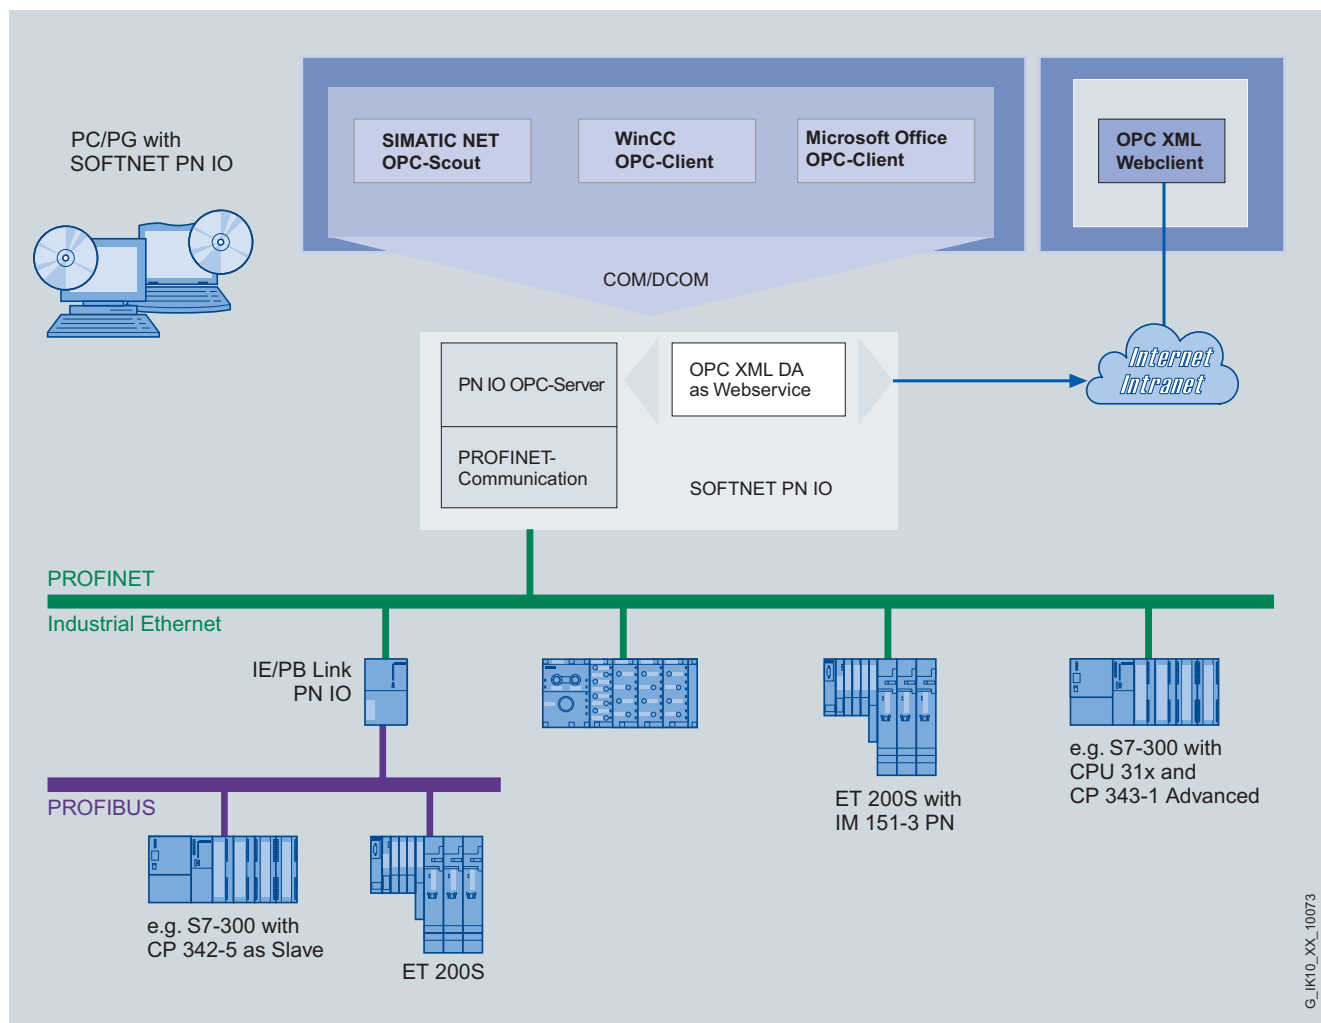 PC/PG with
SOFTNET PN IO
SIMATIC NET
OPC-Scout
WinCC
OPC-Client
Microsoft Office
OPC-Client
OPC XML
Webclient
COM/DCOM
PN IO OPC-Server
OPC XML DA
as Webservice
Internet
Intranet
PROFINET-
Communication
SOFTNET PN IO
PROFINET
Industrial Ethernet
IE/PB Link
PN IO
e.g. S7-300 with
CPU 31x and
CP 343-1 Advanced
ET 200S with
IM 151-3 PN
PROFIBUS
e.g. S7-300 with
CP 342-5 as Slave
ET 200S
G_IK10_XX_10073